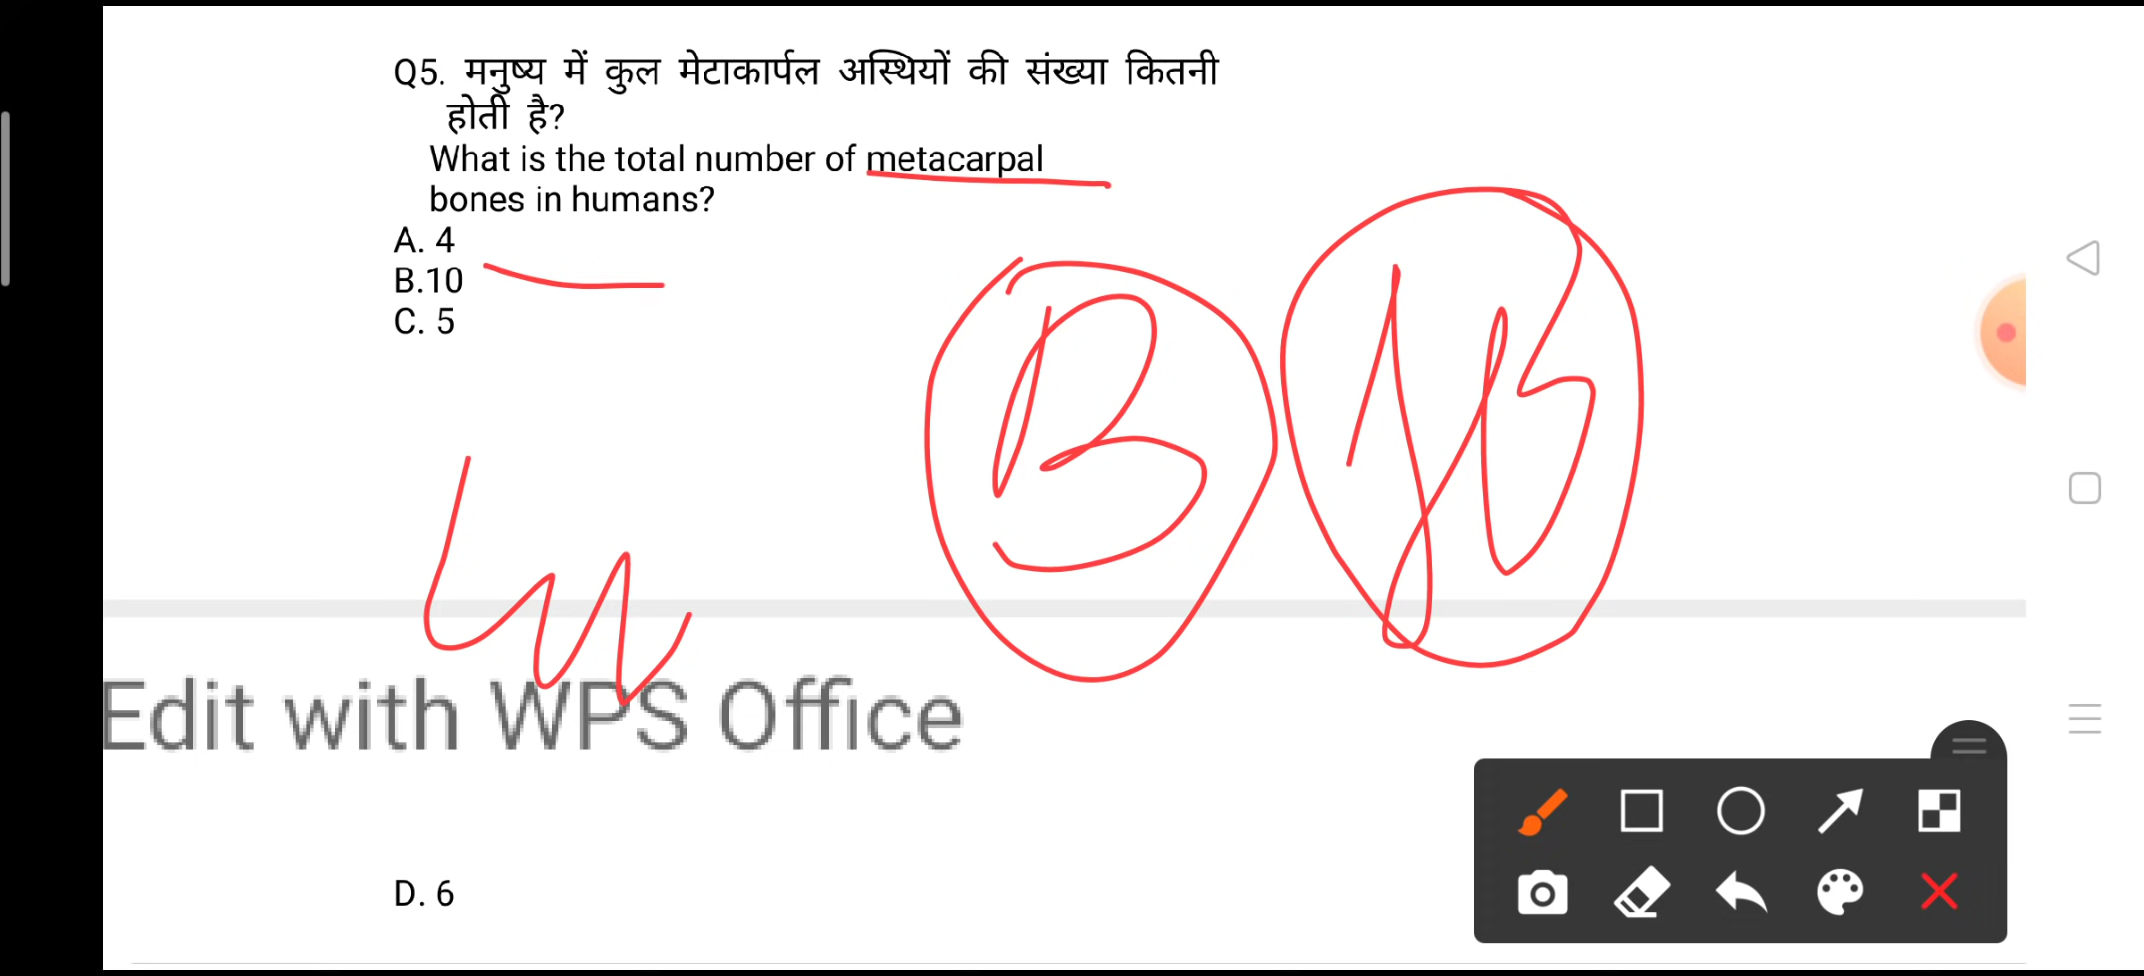 Q5. मनुष्य में कुल मेटाकार्पल अस्थियों की संख्या कितनी
होती है?
What is the total number of metacarpal
bones in humans?
A. 4
B.10
C. 5
B
Edit with WPS Office
D. 6